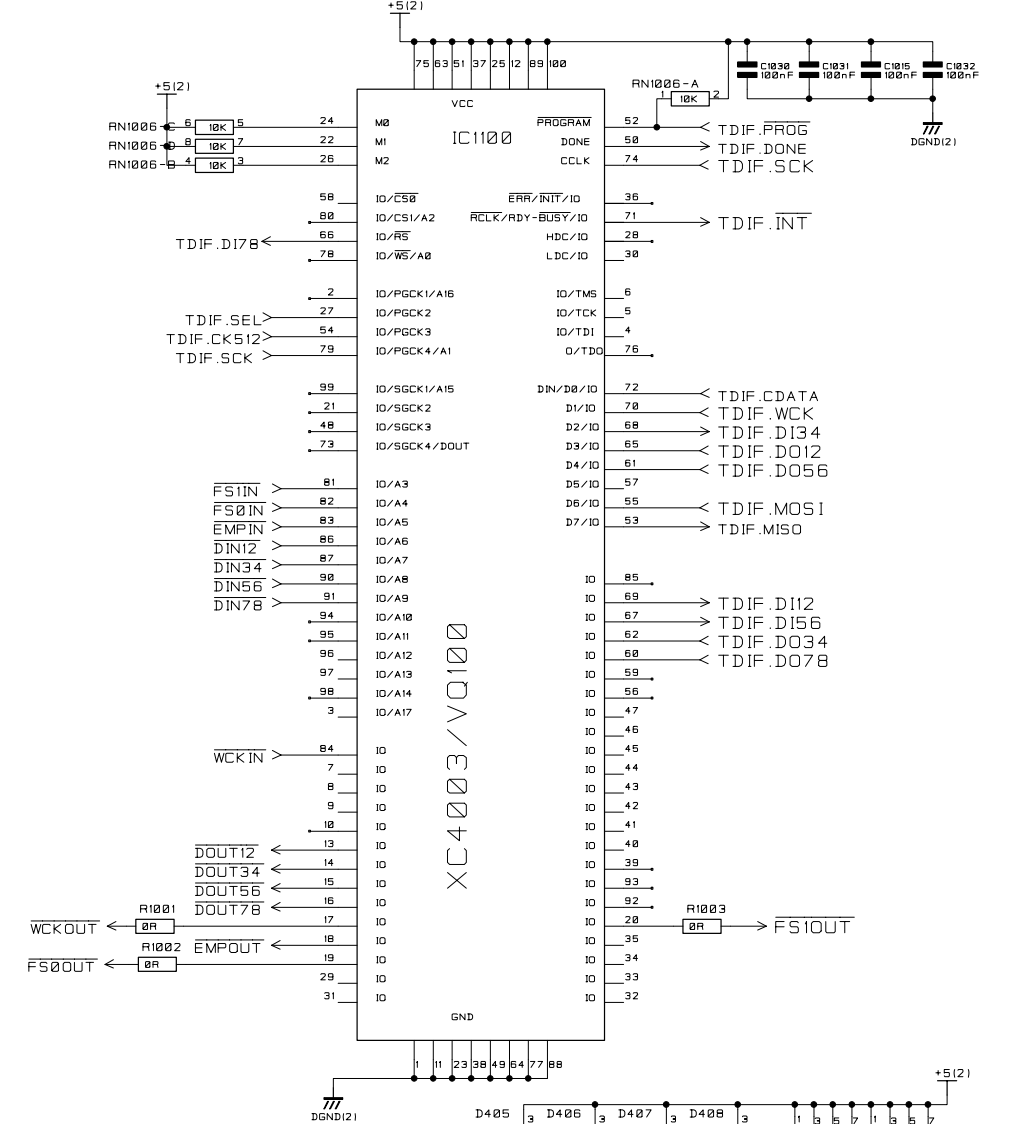 +5(2)
75 63 51 37 25 12 89 100
VCC
C1030 100nF
C1031 100nF
C1015 100nF
C1032 100nF
DGND(2)
+5(2)
RN1006-A
1 10K 2
RN1006-C 6 10K 5 24 M0
IC1100
PROGRAM 52 TDIF.PROG
RN1006-D 8 10K 7 22 M1
DONE 50 TDIF.DONE
RN1006-B 4 10K 3 26 M2
CCLK 74 TDIF.SCK
58 IO/CS0
ERR/INIT/IO 36
80 IO/CS1/A2
RCLK/RDY-BUSY/IO 71 TDIF.INT
TDIF.DI78 66 IO/RS
HDC/IO 28
78 IO/WS/A0
LDC/IO 30
2 IO/PGCK1/A16
IO/TMS 6
TDIF.SEL 27 IO/PGCK2
IO/TCK 5
TDIF.CK512 54 IO/PGCK3
IO/TDI 4
TDIF.SCK 79 IO/PGCK4/A1
O/TDO 76
99 IO/SGCK1/A15
DIN/D0/IO 72 TDIF.CDATA
21 IO/SGCK2
D1/IO 70 TDIF.WCK
48 IO/SGCK3
D2/IO 68 TDIF.DI34
73 IO/SGCK4/DOUT
D3/IO 65 TDIF.DO12
D4/IO 61 TDIF.DO56
FS1IN 81 IO/A3
D5/IO 57
FS0IN 82 IO/A4
D6/IO 55 TDIF.MOSI
EMPIN 83 IO/A5
D7/IO 53 TDIF.MISO
DIN12 86 IO/A6
DIN34 87 IO/A7
DIN56 90 IO/A8
IO 85
DIN78 91 IO/A9
IO 69 TDIF.DI12
94 IO/A10
IO 67 TDIF.DI56
95 IO/A11
IO 62 TDIF.DO34
96 IO/A12
IO 60 TDIF.DO78
97 IO/A13
IO 59
98 IO/A14
IO 56
3 IO/A17
IO 47
XC4003/VQ100
IO 46
WCKIN 84 IO
IO 45
7 IO
IO 44
8 IO
IO 43
9 IO
IO 42
10 IO
IO 41
DOUT12 13 IO
IO 40
DOUT34 14 IO
IO 39
DOUT56 15 IO
IO 93
DOUT78 16 IO
IO 92
WCKOUT R1001 0R 17 IO
IO 20 R1003 0R FS1OUT
EMPOUT 18 IO
IO 35
FS0OUT R1002 0R 19 IO
IO 34
29 IO
IO 33
31 IO
IO 32
GND
1 11 23 38 49 64 77 88
DGND(2)
+5(2)
D405 3 D406 3 D407 3 D408 3 1 3 5 7 1 3 5 7